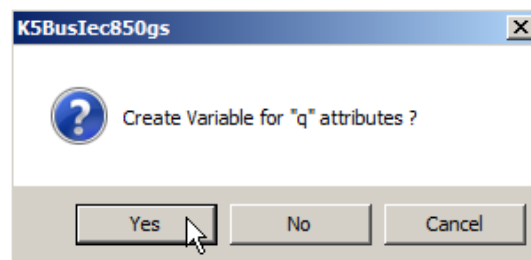 K5BusIec850gs
Create Variable for "q" attributes ?
Yes No Cancel